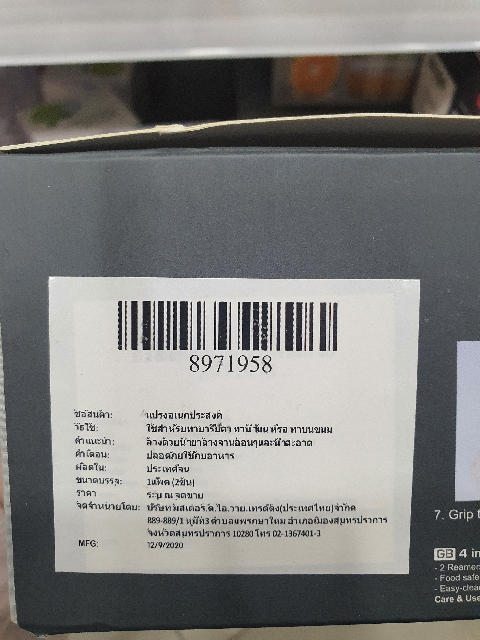 8971958
ชื่อสินค้า: แปรงอเนกประสงค์
วิธีใช้: ใช้สำหรับทาบาร์บีคิว ทาน้ำมัน หรือ ทาบนขนม
คำแนะนำ: ล้างด้วยน้ำยาล้างจานอ่อนๆและน้ำสะอาด
คำเตือน: ปลอดภัยใช้กับอาหาร
ผลิตใน: ประเทศจีน
ขนาดบรรจุ: 1แพ็ค (2ชิ้น)
ราคา ระบุ ณ จุดขาย
จัดจำหน่ายโดย: บริษัทมิสเตอร์.ดี.ไอ.วาย.เทรดดิ้ง(ประเทศไทย)จำกัด
889-889/1 หมู่ที่3 ตำบลแพรกษาใหม่ อำเภอเมืองสมุทรปราการ
จังหวัดสมุทรปราการ 10280 โทร 02-1367401-3
MFG: 12/9/2020
7. Grip
GB 4 in
- 2 Reamer
- Food safe
- Easy-clea
Care & Use